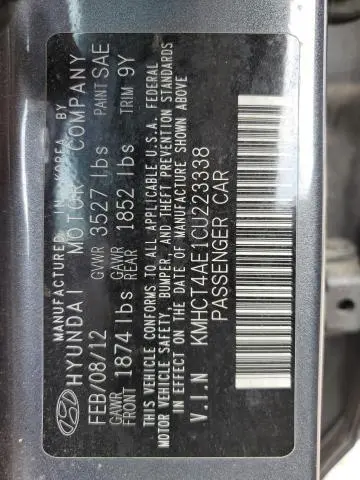 MANUFACTURED IN KOREA BY
HYUNDAI MOTOR COMPANY
FEB/08/12 GVWR 3527 lbs PAINT SAE
GAWR FRONT 1874 lbs GAWR REAR 1852 lbs TRIM 9Y
THIS VEHICLE CONFORMS TO ALL APPLICABLE U.S.A. FEDERAL
MOTOR VEHICLE SAFETY, BUMPER, AND THEFT PREVENTION STANDARDS
IN EFFECT ON THE DATE OF MANUFACTURE SHOWN ABOVE
V.I.N KMHCT4AE1CU223338
PASSENGER CAR